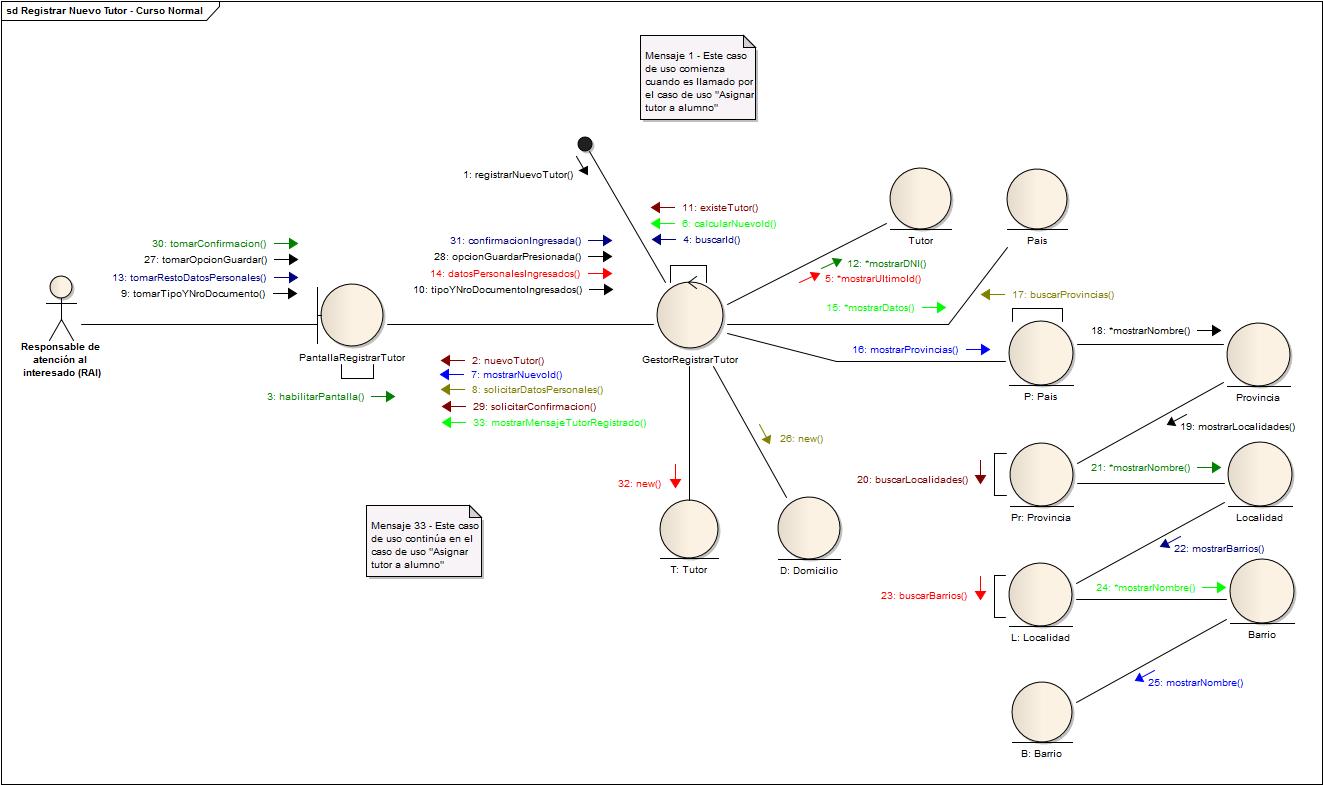 sd Registrar Nuevo Tutor - Curso Normal
Mensaje 1 - Este caso
de uso comienza
cuando es llamado por
el caso de uso "Asignar
tutor a alumno"
1: registrarNuevoTutor()
11: existeTutor()
6: calcularNuevoId()
4: buscarId()
Tutor
Pais
30: tomarConfirmacion()
27: tomarOpcionGuardar()
13: tomarRestoDatosPersonales()
9: tomarTipoYNroDocumento()
31: confirmacionIngresada()
28: opcionGuardarPresionada()
14: datosPersonalesIngresados()
10: tipoYNroDocumentoIngresados()
12: *mostrarDNI()
5: *mostrarUltimoId()
15: *mostrarDatos()
17: buscarProvincias()
16: mostrarProvincias()
18: *mostrarNombre()
Responsable de
atención al
interesado (RAI)
PantallaRegistrarTutor
GestorRegistrarTutor
2: nuevoTutor()
7: mostrarNuevoId()
8: solicitarDatosPersonales()
29: solicitarConfirmacion()
33: mostrarMensajeTutorRegistrado()
3: habilitarPantalla()
P: Pais
Provincia
19: mostrarLocalidades()
26: new()
20: buscarLocalidades()
21: *mostrarNombre()
32: new()
Pr: Provincia
Localidad
Mensaje 33 - Este caso
de uso continúa en el
caso de uso "Asignar
tutor a alumno"
22: mostrarBarrios()
T: Tutor
D: Domicilio
23: buscarBarrios()
24: *mostrarNombre()
L: Localidad
Barrio
25: mostrarNombre()
B: Barrio